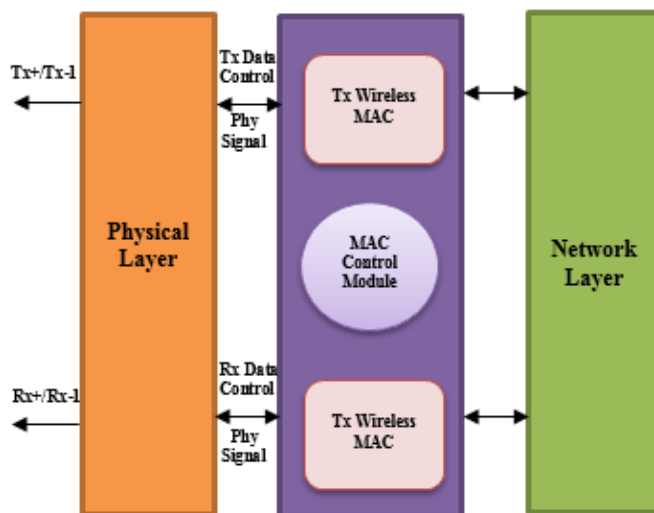 Tx+/Tx-1
Tx Data
Control
Phy
Signal
Tx Wireless
MAC
Physical
Layer
MAC
Control
Module
Network
Layer
Rx+/Rx-1
Rx Data
Control
Phy
Signal
Tx Wireless
MAC